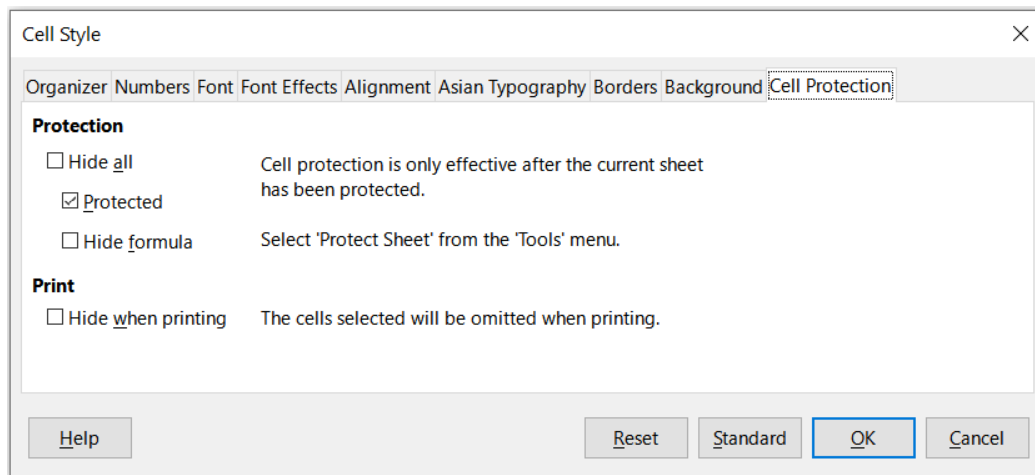 Cell Style
Organizer Numbers Font Font Effects Alignment Asian Typography Borders Background Cell Protection
Protection
Hide all
Cell protection is only effective after the current sheet
has been protected.
Protected
Hide formula
Select 'Protect Sheet' from the 'Tools' menu.
Print
Hide when printing
The cells selected will be omitted when printing.
Help
Reset
Standard
OK
Cancel